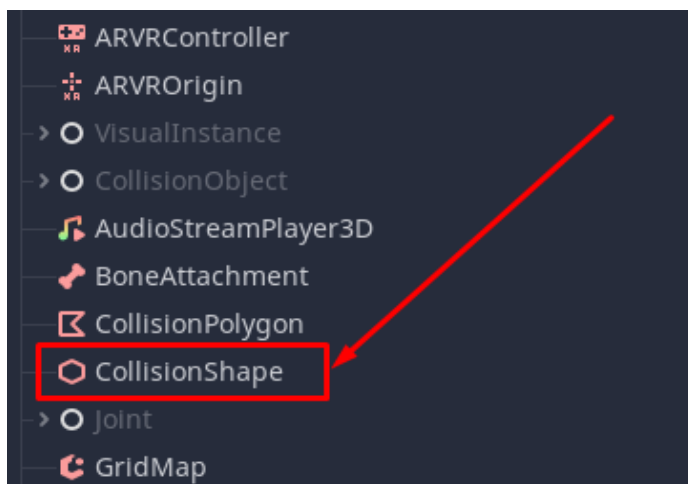 ARVRController
ARVROrigin
VisualInstance
CollisionObject
AudioStreamPlayer3D
BoneAttachment
CollisionPolygon
CollisionShape
Joint
GridMap